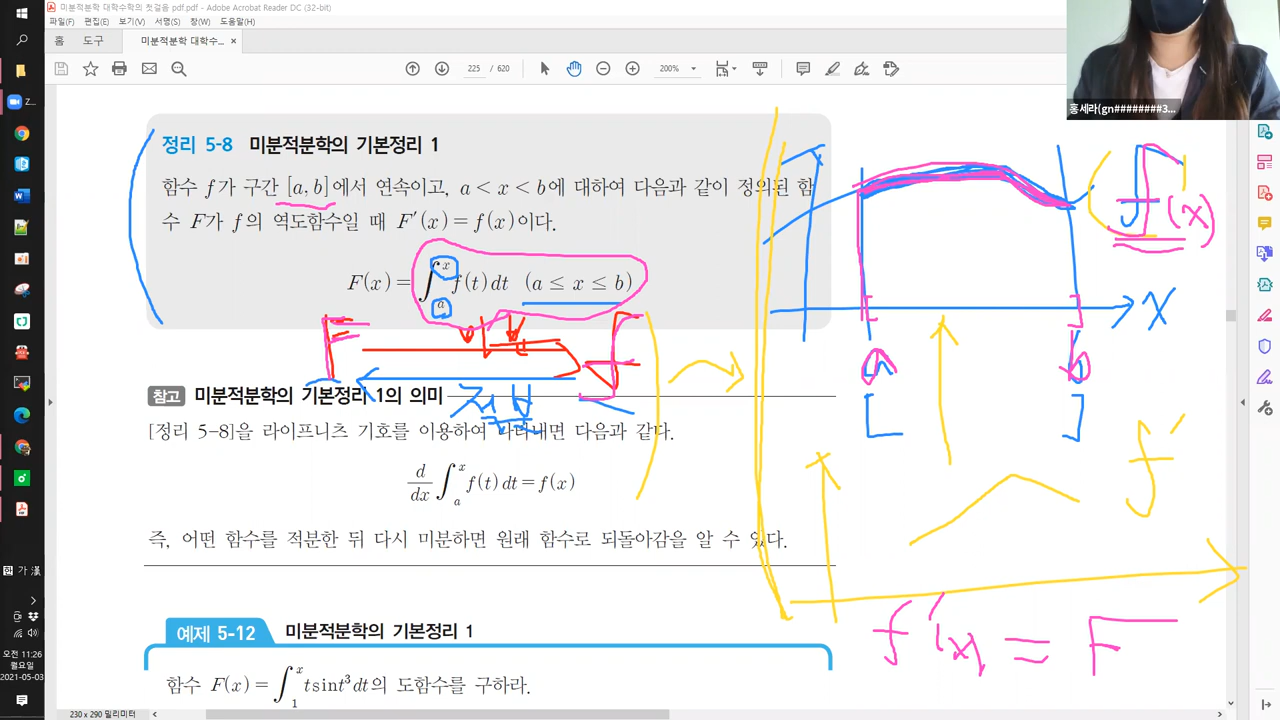 미분적분학 대학수학의 첫걸음 pdf.pdf - Adobe Acrobat Reader DC (32-bit)
파일(F) 편집(E) 보기(V) 서명(S) 창(W) 도움말(H)
홈 도구 미분적분학 대학수... ×
225 / 620 200%
홍세라(gn########3...
정리 5-8 미분적분학의 기본정리 1
함수 f가 구간 [a, b]에서 연속이고, a < x < b에 대하여 다음과 같이 정의된 함
수 F가 f의 역도함수일 때 F′(x) = f(x)이다.
F(x) = ∫_a^x f(t) dt (a ≤ x ≤ b)
F f
적분
참고 미분적분학의 기본정리 1의 의미
[정리 5-8]을 라이프니츠 기호를 이용하여 나타내면 다음과 같다.
d/dx ∫_a^x f(t) dt = f(x)
즉, 어떤 함수를 적분한 뒤 다시 미분하면 원래 함수로 되돌아감을 알 수 있다.
예제 5-12 미분적분학의 기본정리 1
함수 F(x) = ∫_1^x t sin t³ dt의 도함수를 구하라.
f(x)
X
[ ]
a b
[ ]
f′
f′(x) = F
Z...
한 가 漢
오전 11:26
월요일
2021-05-03
230 x 290 밀리미터